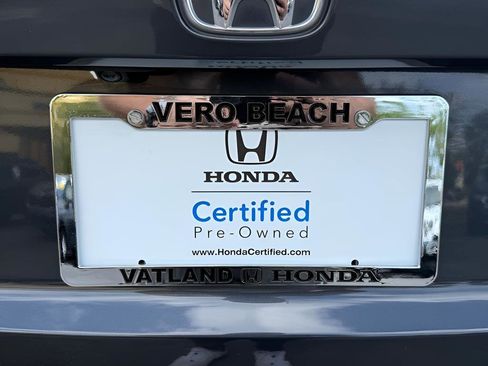 VERO BEACH
HONDA
Certified
Pre-Owned
www.HondaCertified.com
VATLAND HONDA